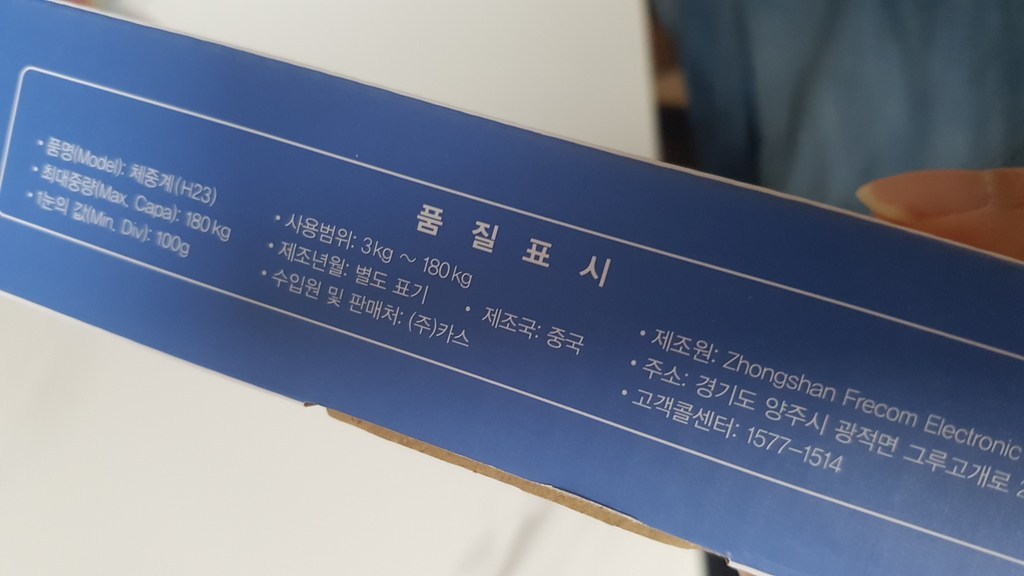 품 질 표 시
• 품명(Model): 체중계(H23)
• 최대중량(Max. Capa): 180kg
• 1눈의 값(Min. Div): 100g
• 사용범위: 3kg ~ 180kg
• 제조년월: 별도 표기 • 제조국: 중국
• 수입원 및 판매처: (주)카스
• 제조원: Zhongshan Frecom Electronic
• 주소: 경기도 양주시 광적면 그루고개로
• 고객콜센터: 1577-1514